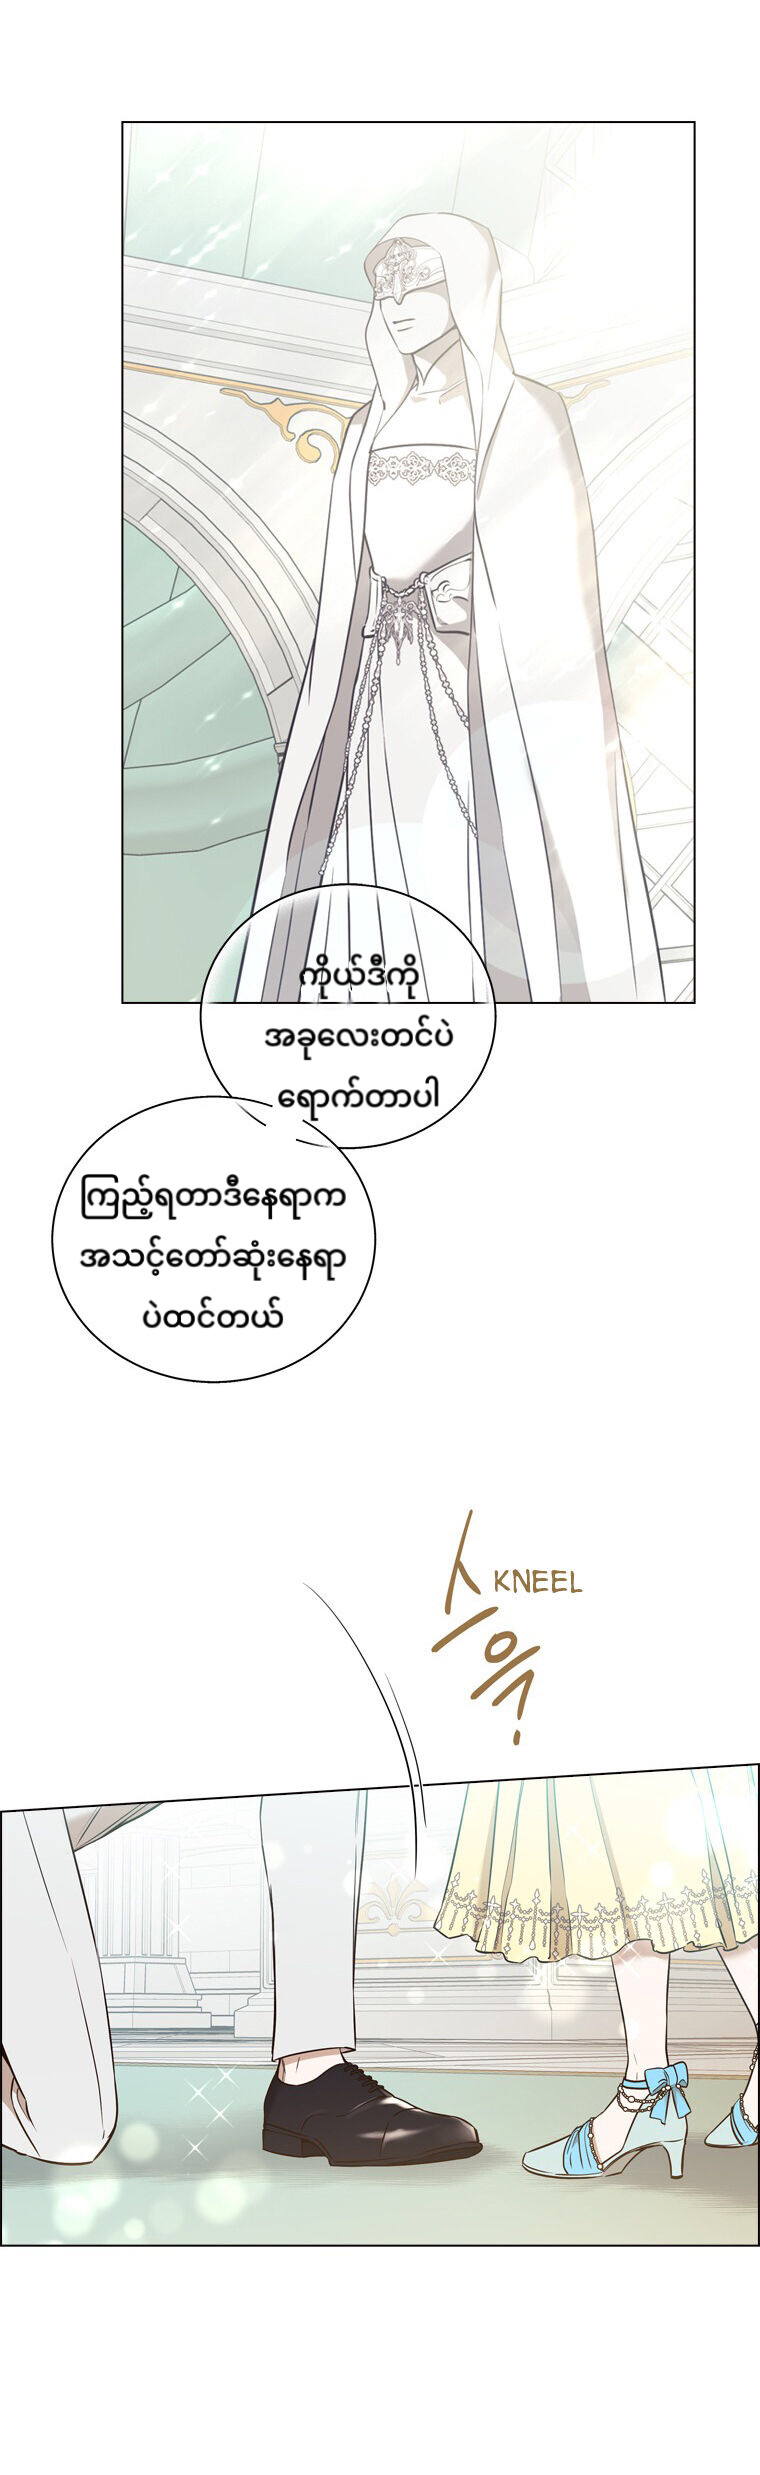 ကိုယ်ဒီကို
အခုလေးတင်ပဲ
ရောက်တာပါ
ကြည့်ရတာဒီနေရာက
အသင့်တော်ဆုံးနေရာ
ပဲထင်တယ်
스윽
KNEEL